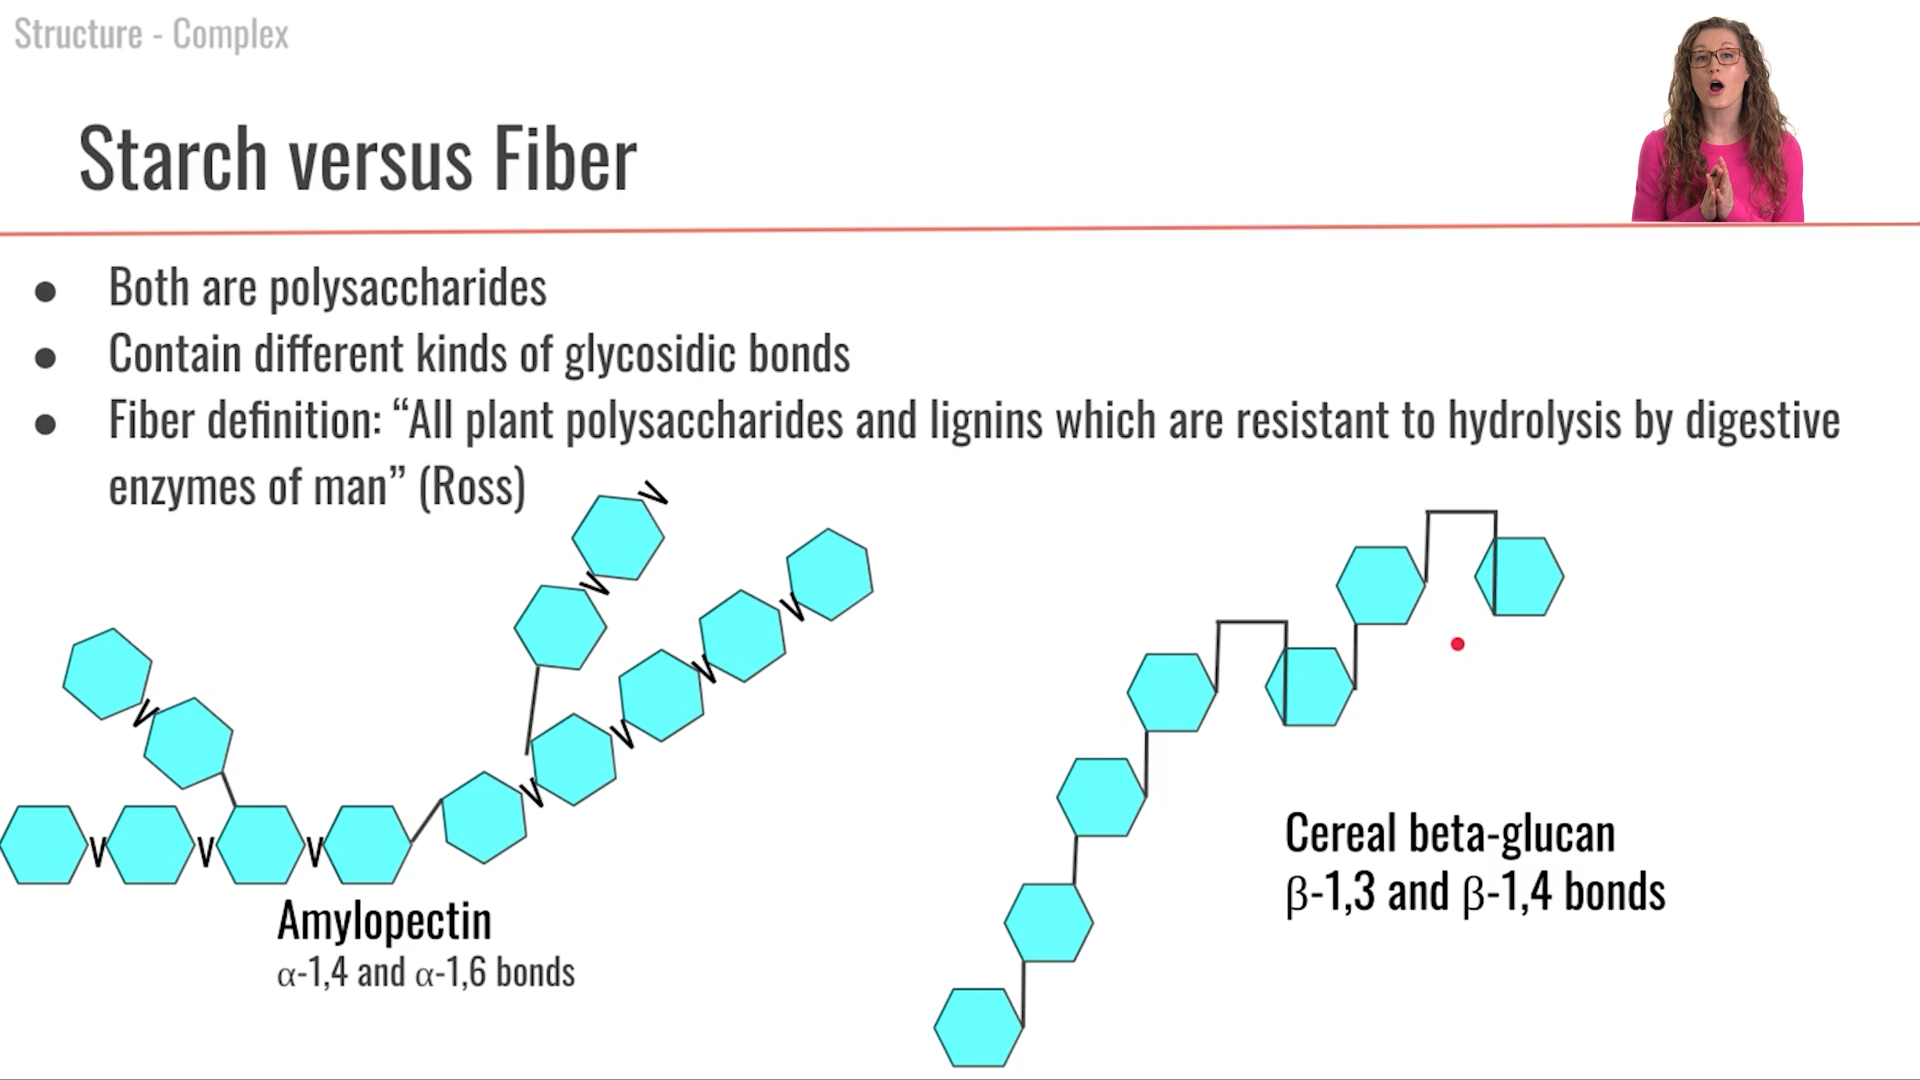 Structure - Complex
Starch versus Fiber
● Both are polysaccharides
● Contain different kinds of glycosidic bonds
● Fiber definition: “All plant polysaccharides and lignins which are resistant to hydrolysis by digestive
enzymes of man” (Ross)
Amylopectin
α-1,4 and α-1,6 bonds
Cereal beta-glucan
β-1,3 and β-1,4 bonds